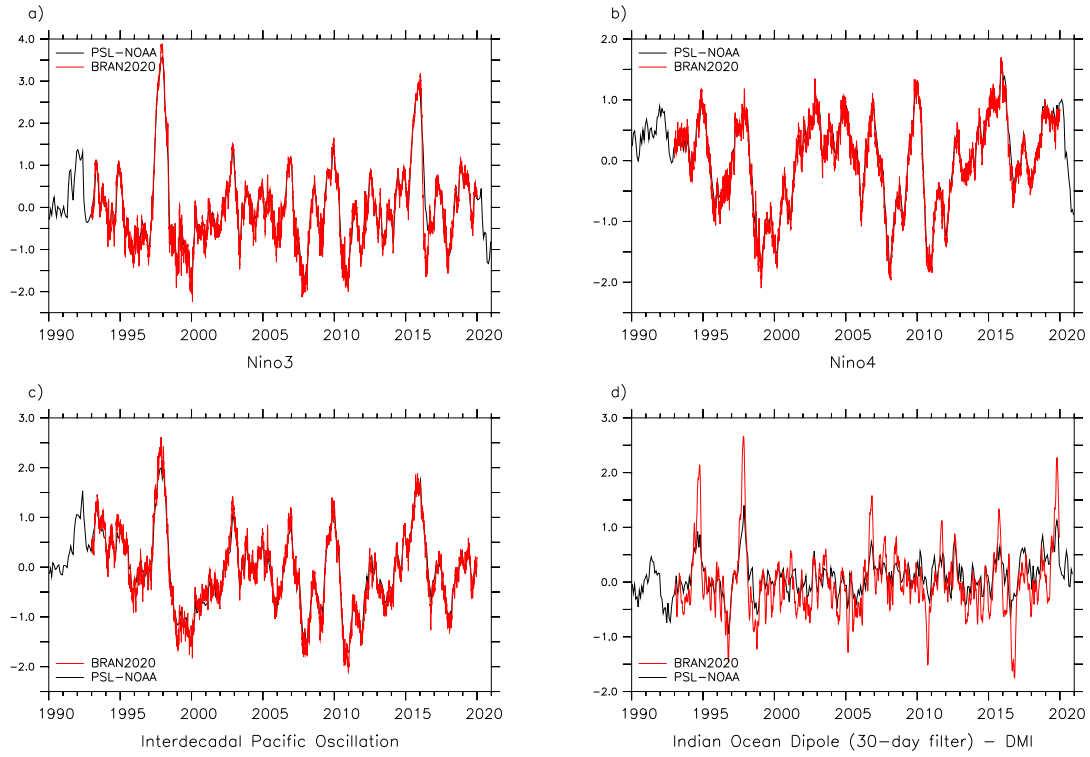 a)
PSL-NOAA
BRAN2020
4.0
3.0
2.0
1.0
0.0
-1.0
-2.0
1990 1995 2000 2005 2010 2015 2020
Nino3
b)
PSL-NOAA
BRAN2020
2.0
1.0
0.0
-1.0
-2.0
1990 1995 2000 2005 2010 2015 2020
Nino4
c)
3.0
2.0
1.0
0.0
-1.0
-2.0
BRAN2020
PSL-NOAA
1990 1995 2000 2005 2010 2015 2020
Interdecadal Pacific Oscillation
d)
3.0
2.0
1.0
0.0
-1.0
-2.0
BRAN2020
PSL-NOAA
1990 1995 2000 2005 2010 2015 2020
Indian Ocean Dipole (30-day filter) - DMI